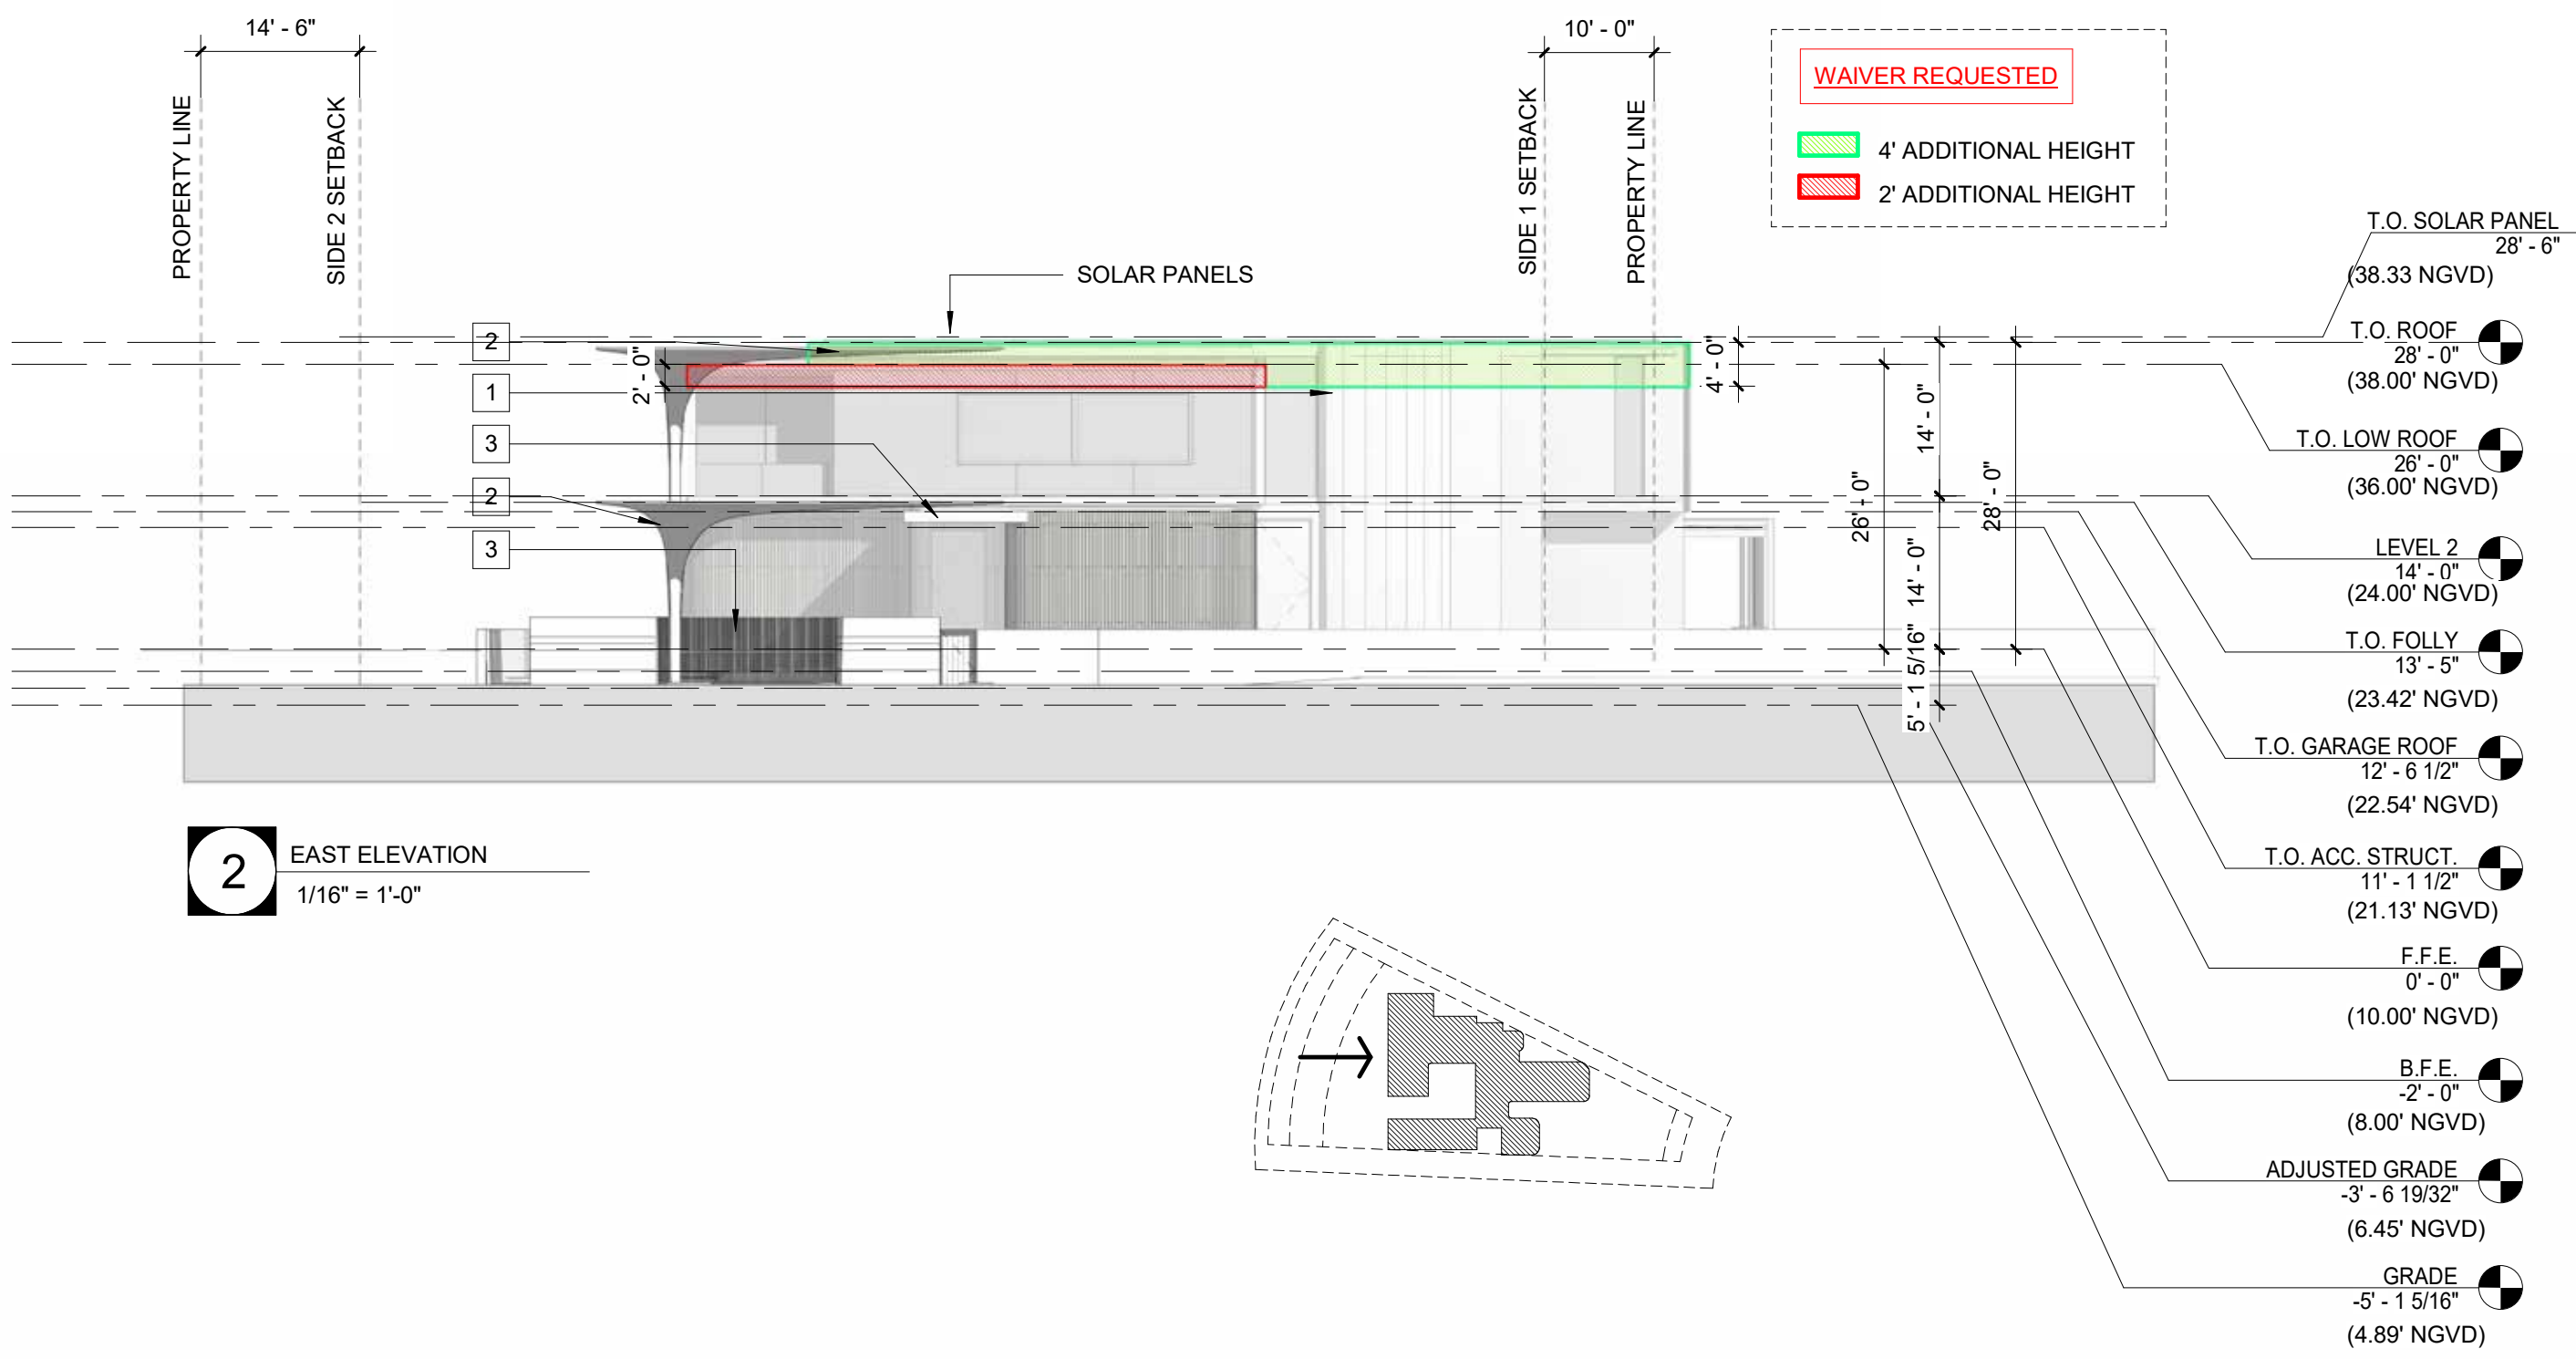 14' - 6"
10' - 0"
PROPERTY LINE
SIDE 2 SETBACK
SIDE 1 SETBACK
PROPERTY LINE
WAIVER REQUESTED
4' ADDITIONAL HEIGHT
2' ADDITIONAL HEIGHT
SOLAR PANELS
2
1
3
2
3
2' - 0"
4' - 0"
26' - 0"
14' - 0"
28' - 0"
14' - 0"
5' - 1 5/16"
T.O. SOLAR PANEL
28' - 6"
(38.33 NGVD)
T.O. ROOF
28' - 0"
(38.00' NGVD)
T.O. LOW ROOF
26' - 0"
(36.00' NGVD)
LEVEL 2
14' - 0"
(24.00' NGVD)
T.O. FOLLY
13' - 5"
(23.42' NGVD)
T.O. GARAGE ROOF
12' - 6 1/2"
(22.54' NGVD)
T.O. ACC. STRUCT.
11' - 1 1/2"
(21.13' NGVD)
F.F.E.
0' - 0"
(10.00' NGVD)
B.F.E.
-2' - 0"
(8.00' NGVD)
ADJUSTED GRADE
-3' - 6 19/32"
(6.45' NGVD)
GRADE
-5' - 1 5/16"
(4.89' NGVD)
2
EAST ELEVATION
1/16" = 1'-0"